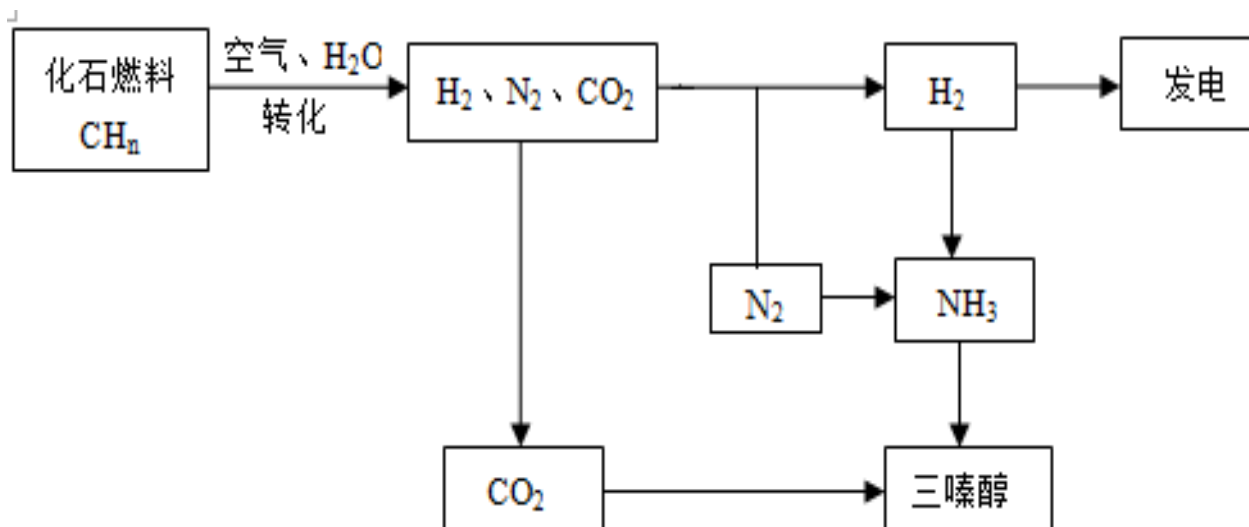 化石燃料
CHn
空气、H2O
转化
H2、N2、CO2
H2
发电
N2
NH3
CO2
三嗪醇